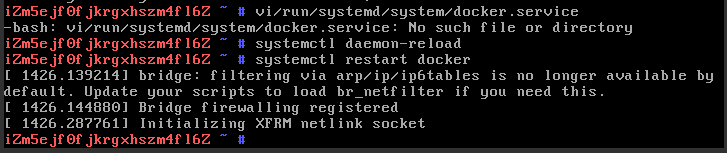 iZm5ejf0fjkrgxhszm4fl6Z ~ # vi/run/systemd/system/docker.service
-bash: vi/run/systemd/system/docker.service: No such file or directory
iZm5ejf0fjkrgxhszm4fl6Z ~ # systemctl daemon-reload
iZm5ejf0fjkrgxhszm4fl6Z ~ # systemctl restart docker
[ 1426.139214] bridge: filtering via arp/ip/ip6tables is no longer available by
default. Update your scripts to load br_netfilter if you need this.
[ 1426.144880] Bridge firewalling registered
[ 1426.287761] Initializing XFRM netlink socket
iZm5ejf0fjkrgxhszm4fl6Z ~ #